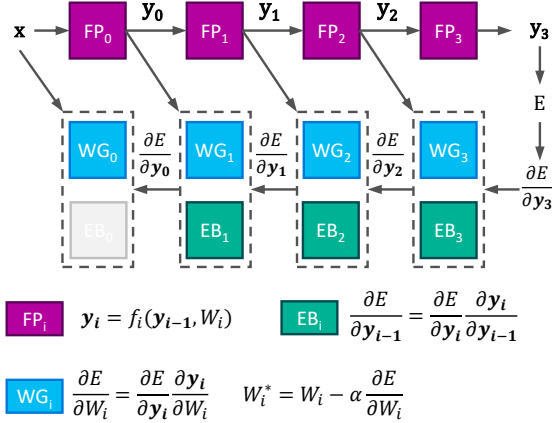 x FP₀ y₀ FP₁ y₁ FP₂ y₂ FP₃ y₃
E
WG₀ ∂E/∂y₀ WG₁ ∂E/∂y₁ WG₂ ∂E/∂y₂ WG₃ ∂E/∂y₃
EB₀ EB₁ EB₂ EB₃
FPᵢ yᵢ = fᵢ(yᵢ₋₁, Wᵢ) EBᵢ ∂E/∂yᵢ₋₁ = ∂E/∂yᵢ ∂yᵢ/∂yᵢ₋₁
WGᵢ ∂E/∂Wᵢ = ∂E/∂yᵢ ∂yᵢ/∂Wᵢ Wᵢ* = Wᵢ − α ∂E/∂Wᵢ